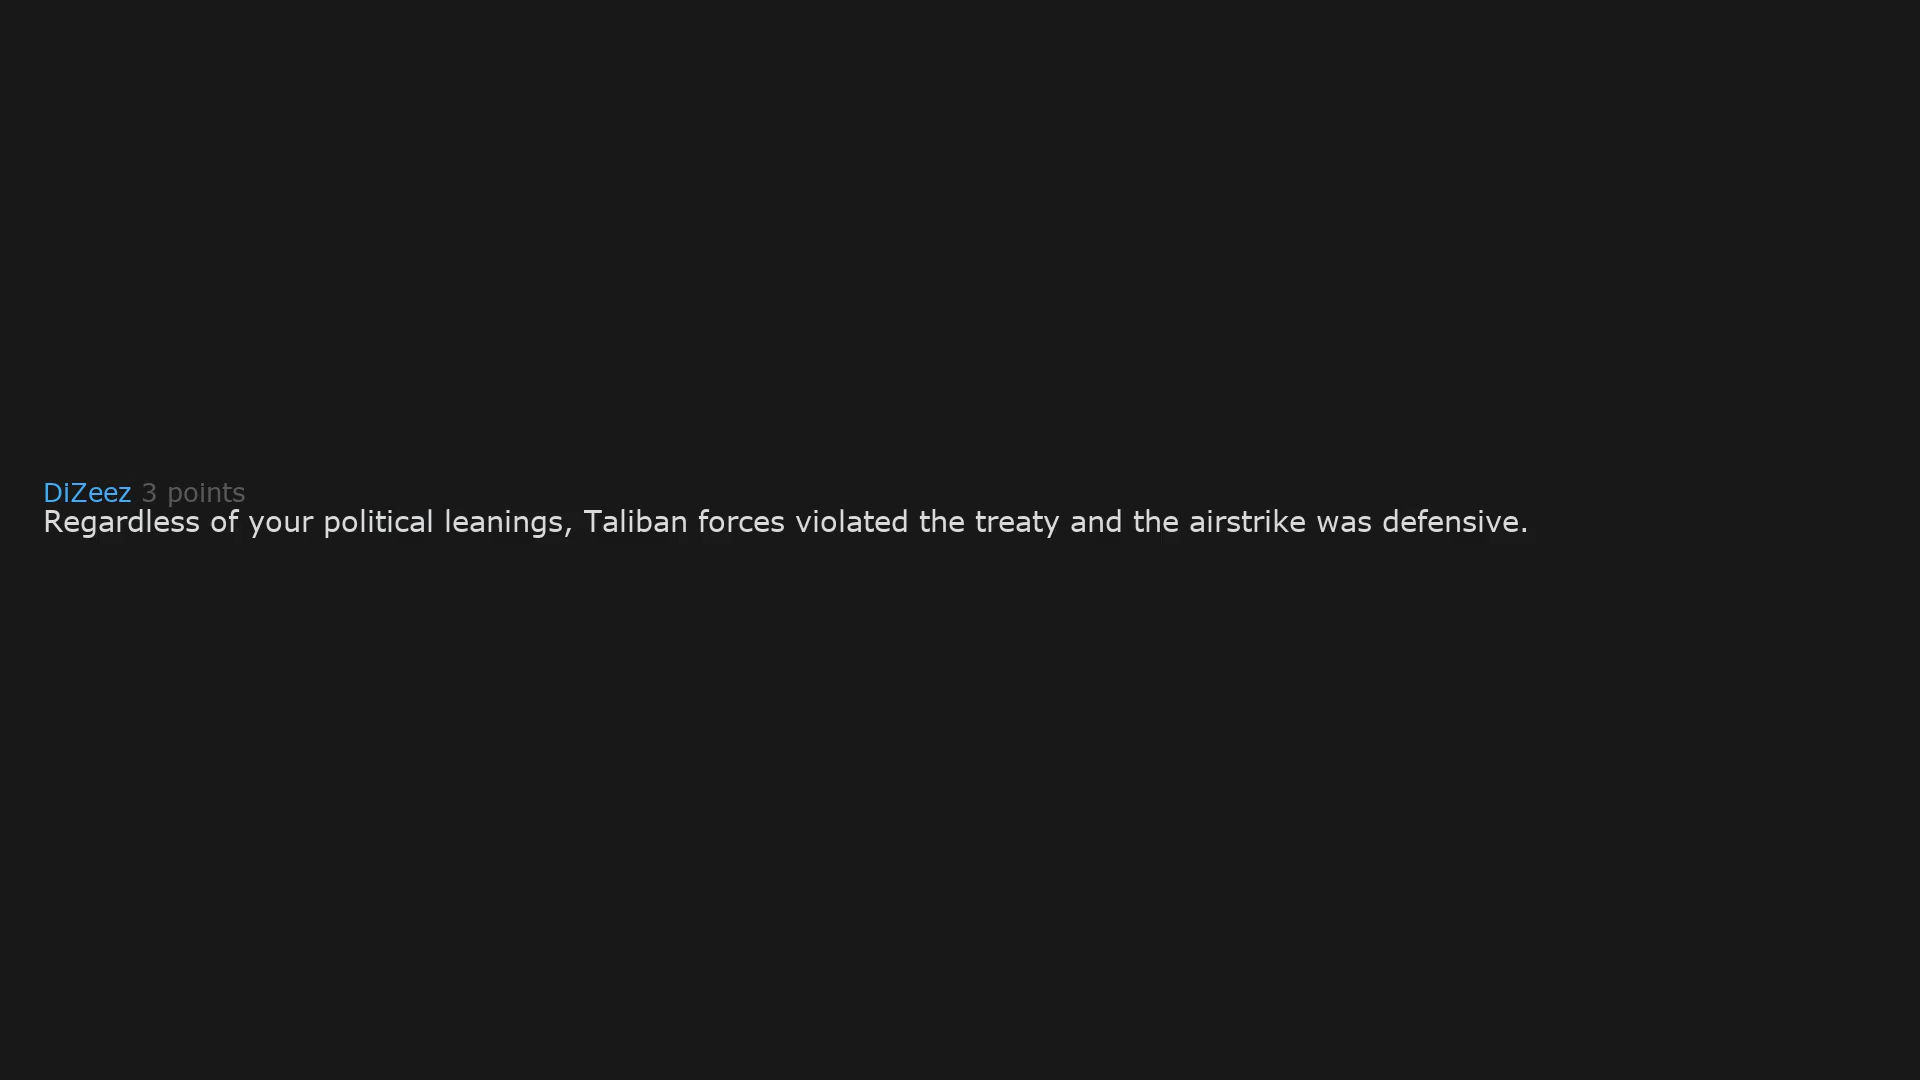 DiZeez 3 points
Regardless of your political leanings, Taliban forces violated the treaty and the airstrike was defensive.